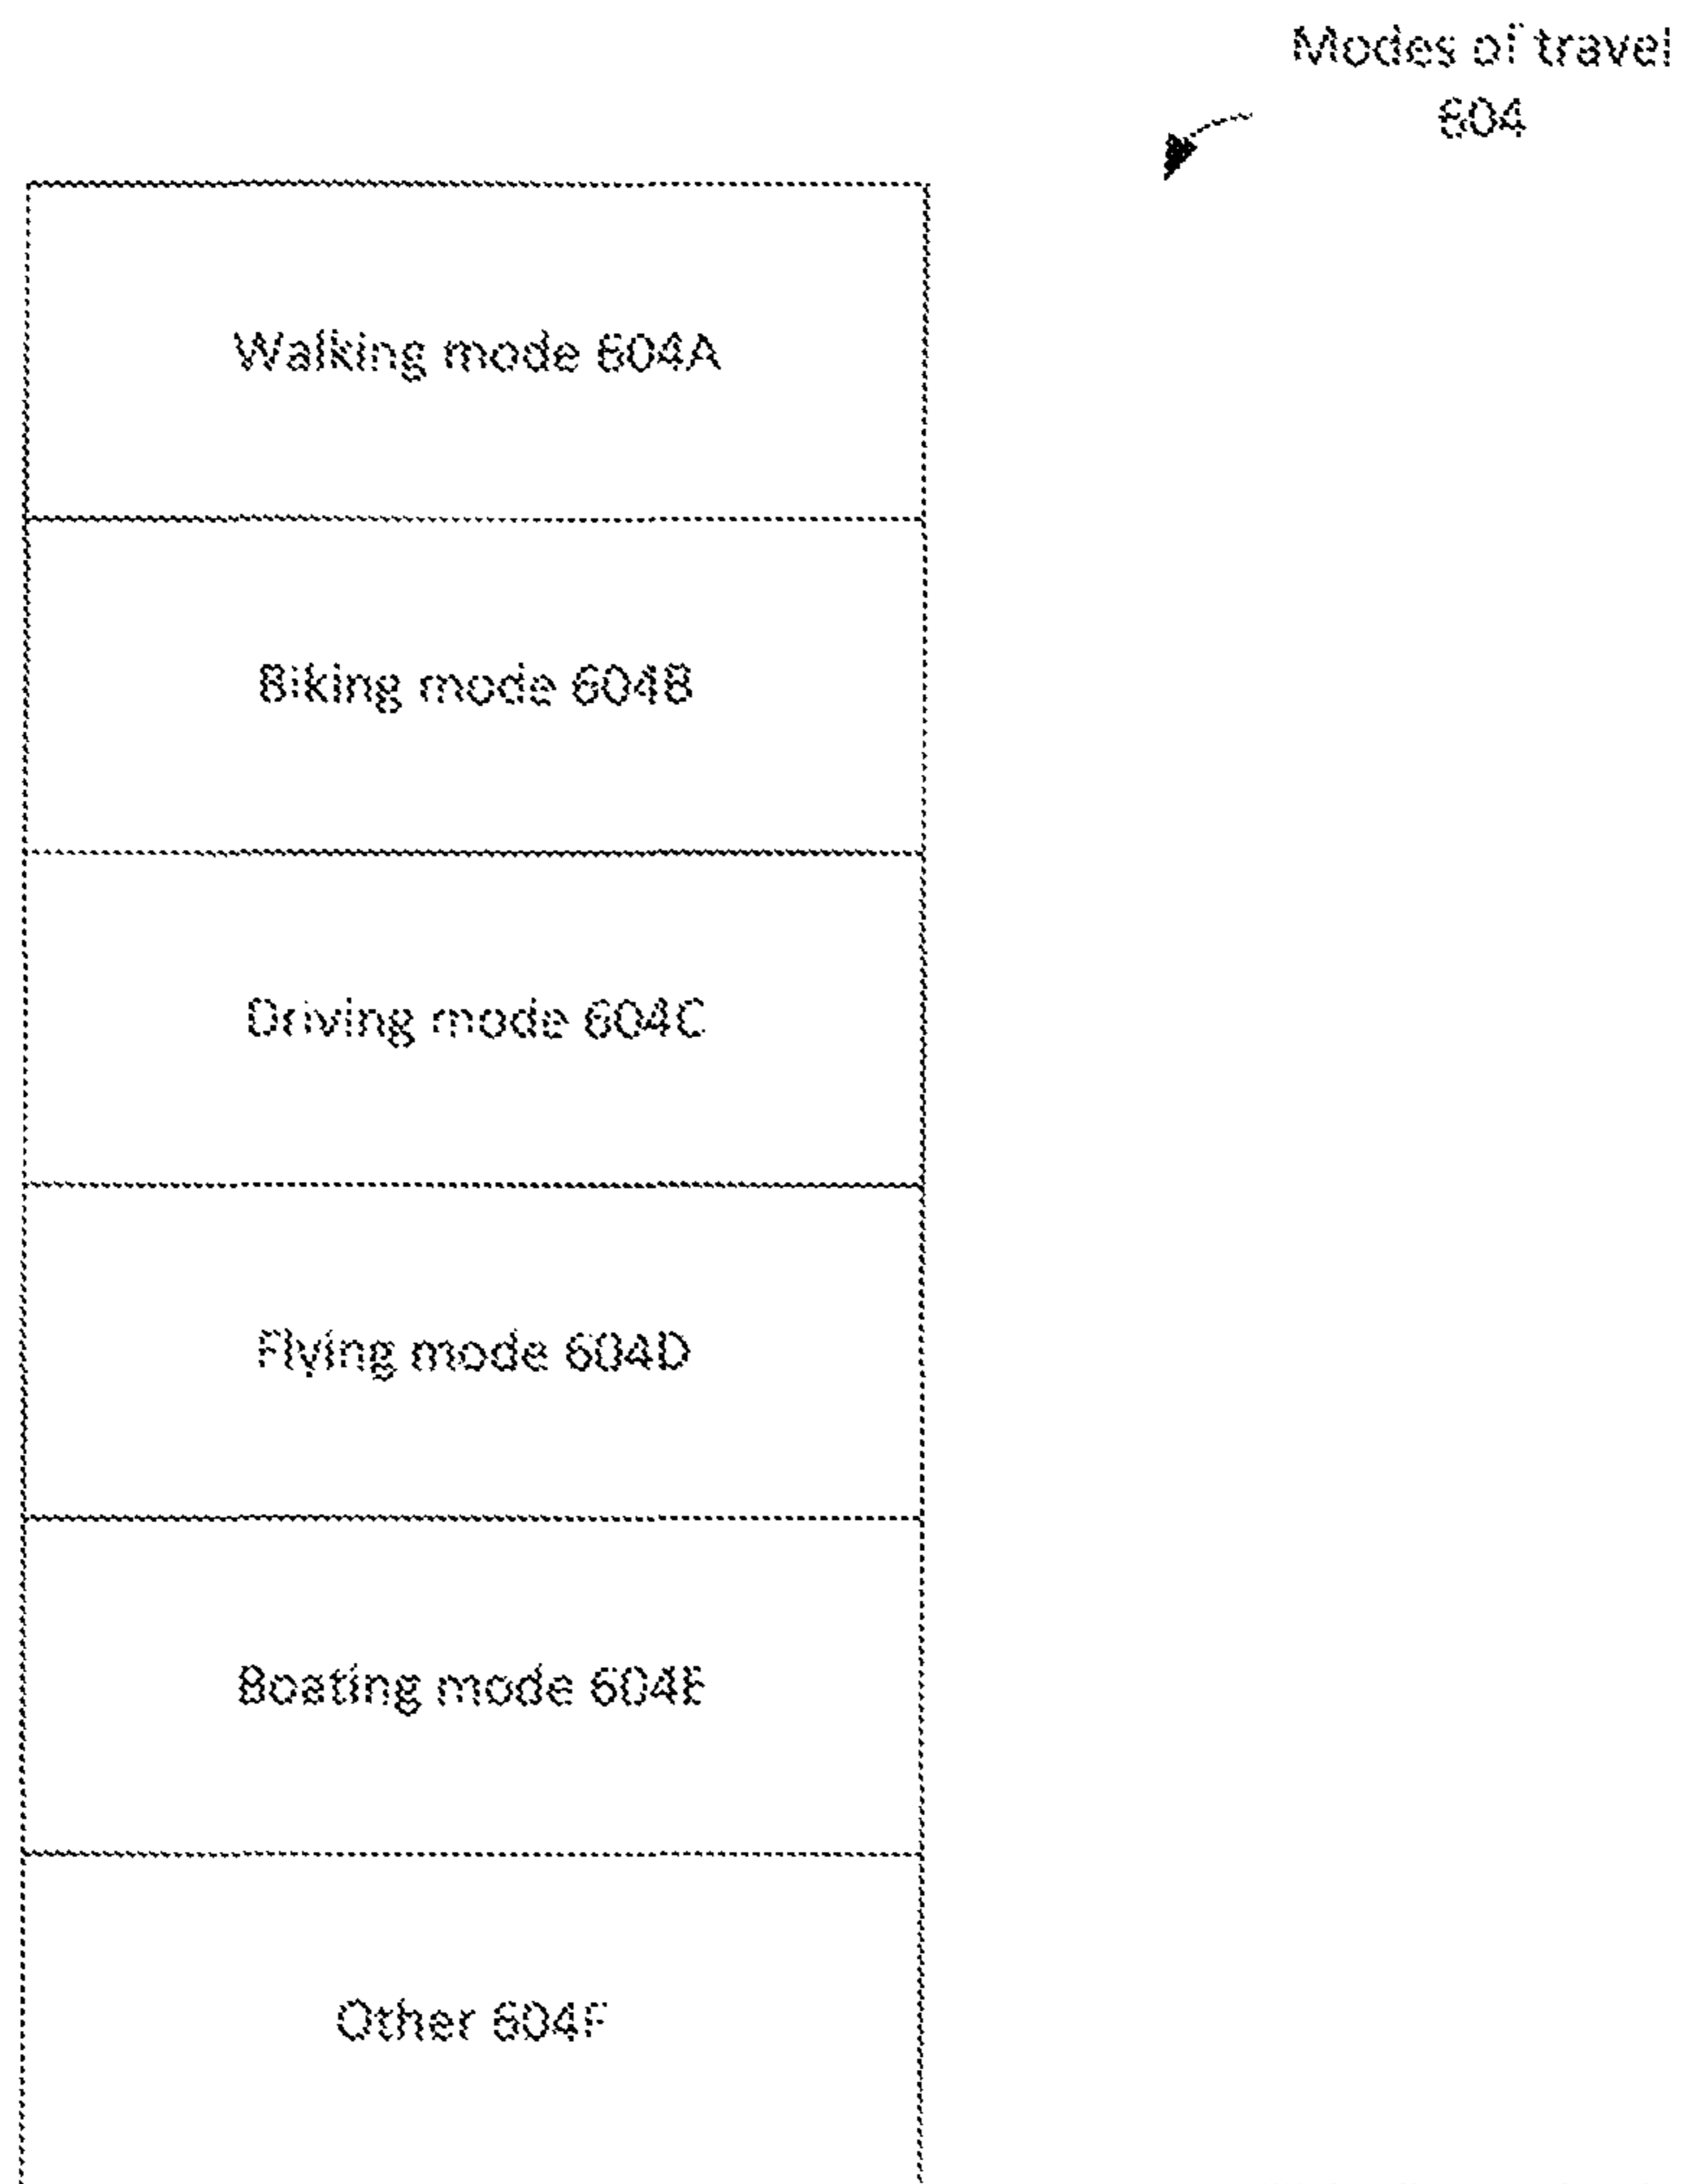 Modes of travel
604
Walking mode 604A
Biking mode 604B
Driving mode 604C
Flying mode 604D
Boating mode 604E
Other 604F